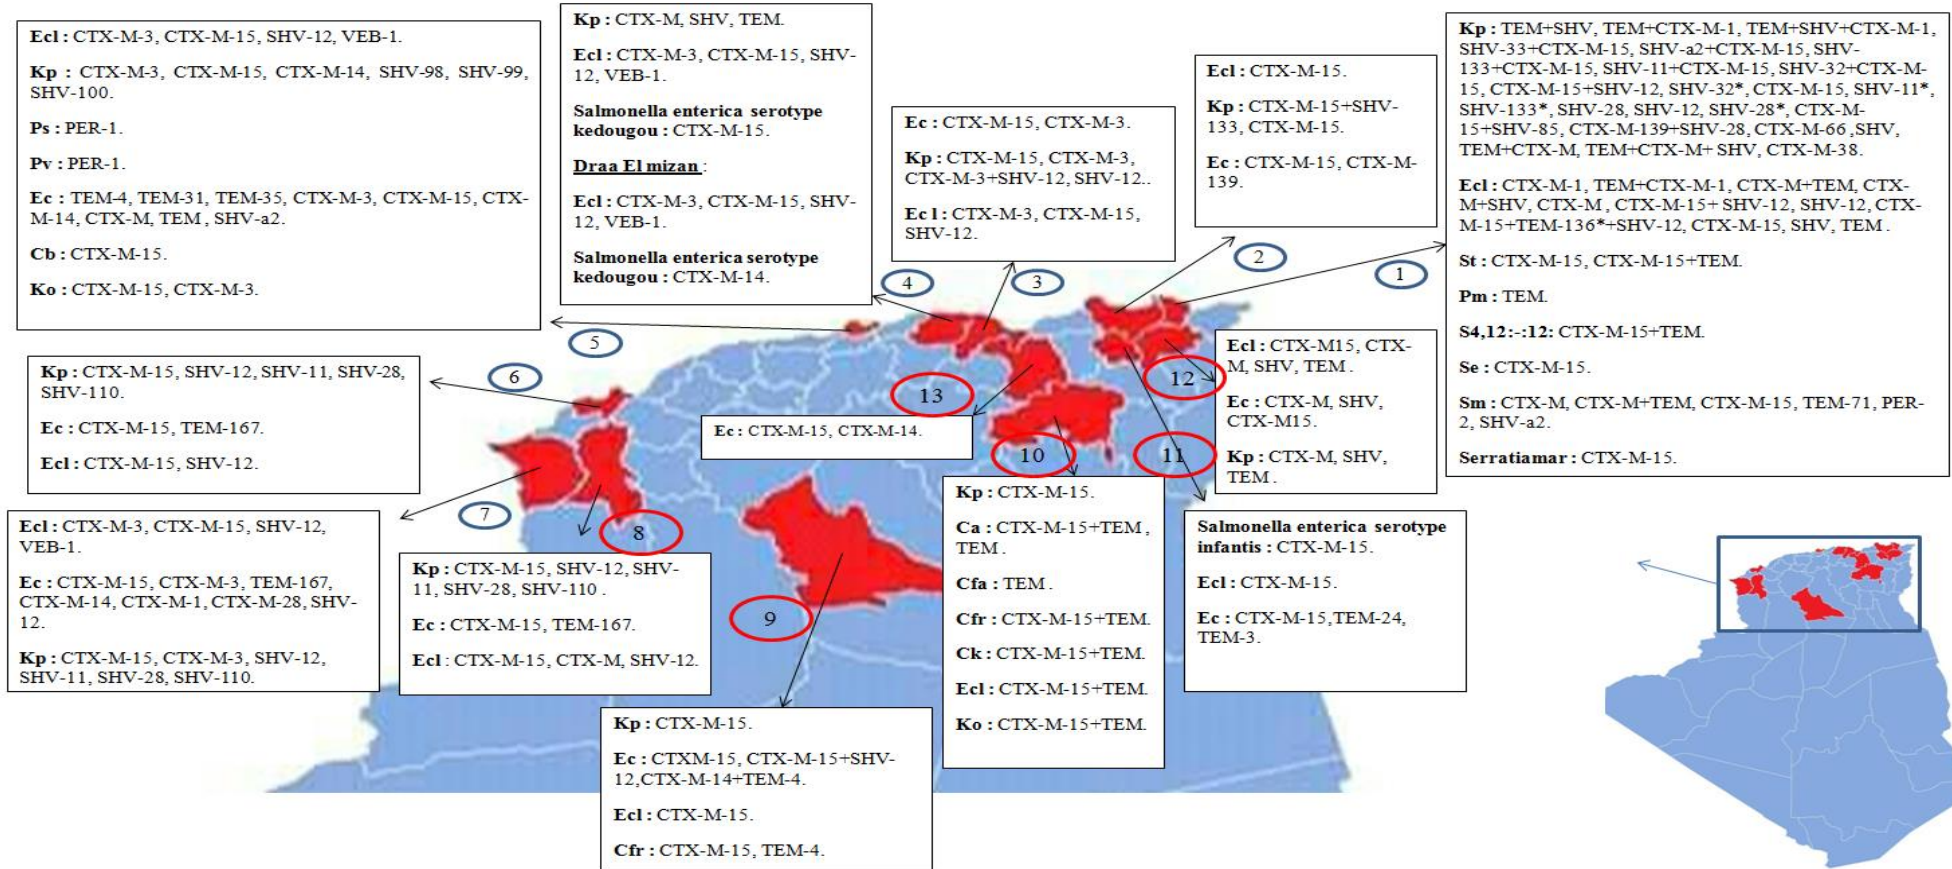 Ecl : CTX-M-3, CTX-M-15, SHV-12, VEB-1.
Kp : CTX-M-3, CTX-M-15, CTX-M-14, SHV-98, SHV-99,
SHV-100.
Ps : PER-1.
Pv : PER-1.
Ec : TEM-4, TEM-31, TEM-35, CTX-M-3, CTX-M-15, CTX-
M-14, CTX-M, TEM , SHV-a2.
Cb : CTX-M-15.
Ko : CTX-M-15, CTX-M-3.
Kp : CTX-M, SHV, TEM.
Ecl : CTX-M-3, CTX-M-15, SHV-
12, VEB-1.
Salmonella enterica serotype
kedougou : CTX-M-15.
Draa El mizan :
Ecl : CTX-M-3, CTX-M-15, SHV-
12, VEB-1.
Salmonella enterica serotype
kedougou : CTX-M-14.
Ec : CTX-M-15, CTX-M-3.
Kp : CTX-M-15, CTX-M-3,
CTX-M-3+SHV-12, SHV-12..
Ec l : CTX-M-3, CTX-M-15,
SHV-12.
Ecl : CTX-M-15.
Kp : CTX-M-15+SHV-
133, CTX-M-15.
Ec : CTX-M-15, CTX-M-
139.
Kp : TEM+SHV, TEM+CTX-M-1, TEM+SHV+CTX-M-1,
SHV-33+CTX-M-15, SHV-a2+CTX-M-15, SHV-
133+CTX-M-15, SHV-11+CTX-M-15, SHV-32+CTX-M-
15, CTX-M-15+SHV-12, SHV-32*, CTX-M-15, SHV-11*,
SHV-133*, SHV-28, SHV-12, SHV-28*, CTX-M-
15+SHV-85, CTX-M-139+SHV-28, CTX-M-66 ,SHV,
TEM+CTX-M, TEM+CTX-M+ SHV, CTX-M-38.
Ecl : CTX-M-1, TEM+CTX-M-1, CTX-M+TEM, CTX-
M+SHV, CTX-M , CTX-M-15+ SHV-12, SHV-12, CTX-
M-15+TEM-136*+SHV-12, CTX-M-15, SHV, TEM .
St : CTX-M-15, CTX-M-15+TEM.
Pm : TEM.
S4,12:-:12: CTX-M-15+TEM.
Se : CTX-M-15.
Sm : CTX-M, CTX-M+TEM, CTX-M-15, TEM-71, PER-
2, SHV-a2.
Serratiamar : CTX-M-15.
4
3
2
1
5
6
13
12
10
11
7
8
9
Kp : CTX-M-15, SHV-12, SHV-11, SHV-28,
SHV-110.
Ec : CTX-M-15, TEM-167.
Ecl : CTX-M-15, SHV-12.
Ec : CTX-M-15, CTX-M-14.
Ecl : CTX-M15, CTX-
M, SHV, TEM .
Ec : CTX-M, SHV,
CTX-M15.
Kp : CTX-M, SHV,
TEM .
Ecl : CTX-M-3, CTX-M-15, SHV-12,
VEB-1.
Ec : CTX-M-15, CTX-M-3, TEM-167,
CTX-M-14, CTX-M-1, CTX-M-28, SHV-
12.
Kp : CTX-M-15, CTX-M-3, SHV-12,
SHV-11, SHV-28, SHV-110.
Kp : CTX-M-15, SHV-12, SHV-
11, SHV-28, SHV-110 .
Ec : CTX-M-15, TEM-167.
Ecl : CTX-M-15, CTX-M, SHV-12.
Kp : CTX-M-15.
Ca : CTX-M-15+TEM ,
TEM .
Cfa : TEM .
Cfr : CTX-M-15+TEM.
Ck : CTX-M-15+TEM.
Ecl : CTX-M-15+TEM.
Ko : CTX-M-15+TEM.
Salmonella enterica serotype
infantis : CTX-M-15.
Ecl : CTX-M-15.
Ec : CTX-M-15,TEM-24,
TEM-3.
Kp : CTX-M-15.
Ec : CTXM-15, CTX-M-15+SHV-
12,CTX-M-14+TEM-4.
Ecl : CTX-M-15.
Cfr : CTX-M-15, TEM-4.